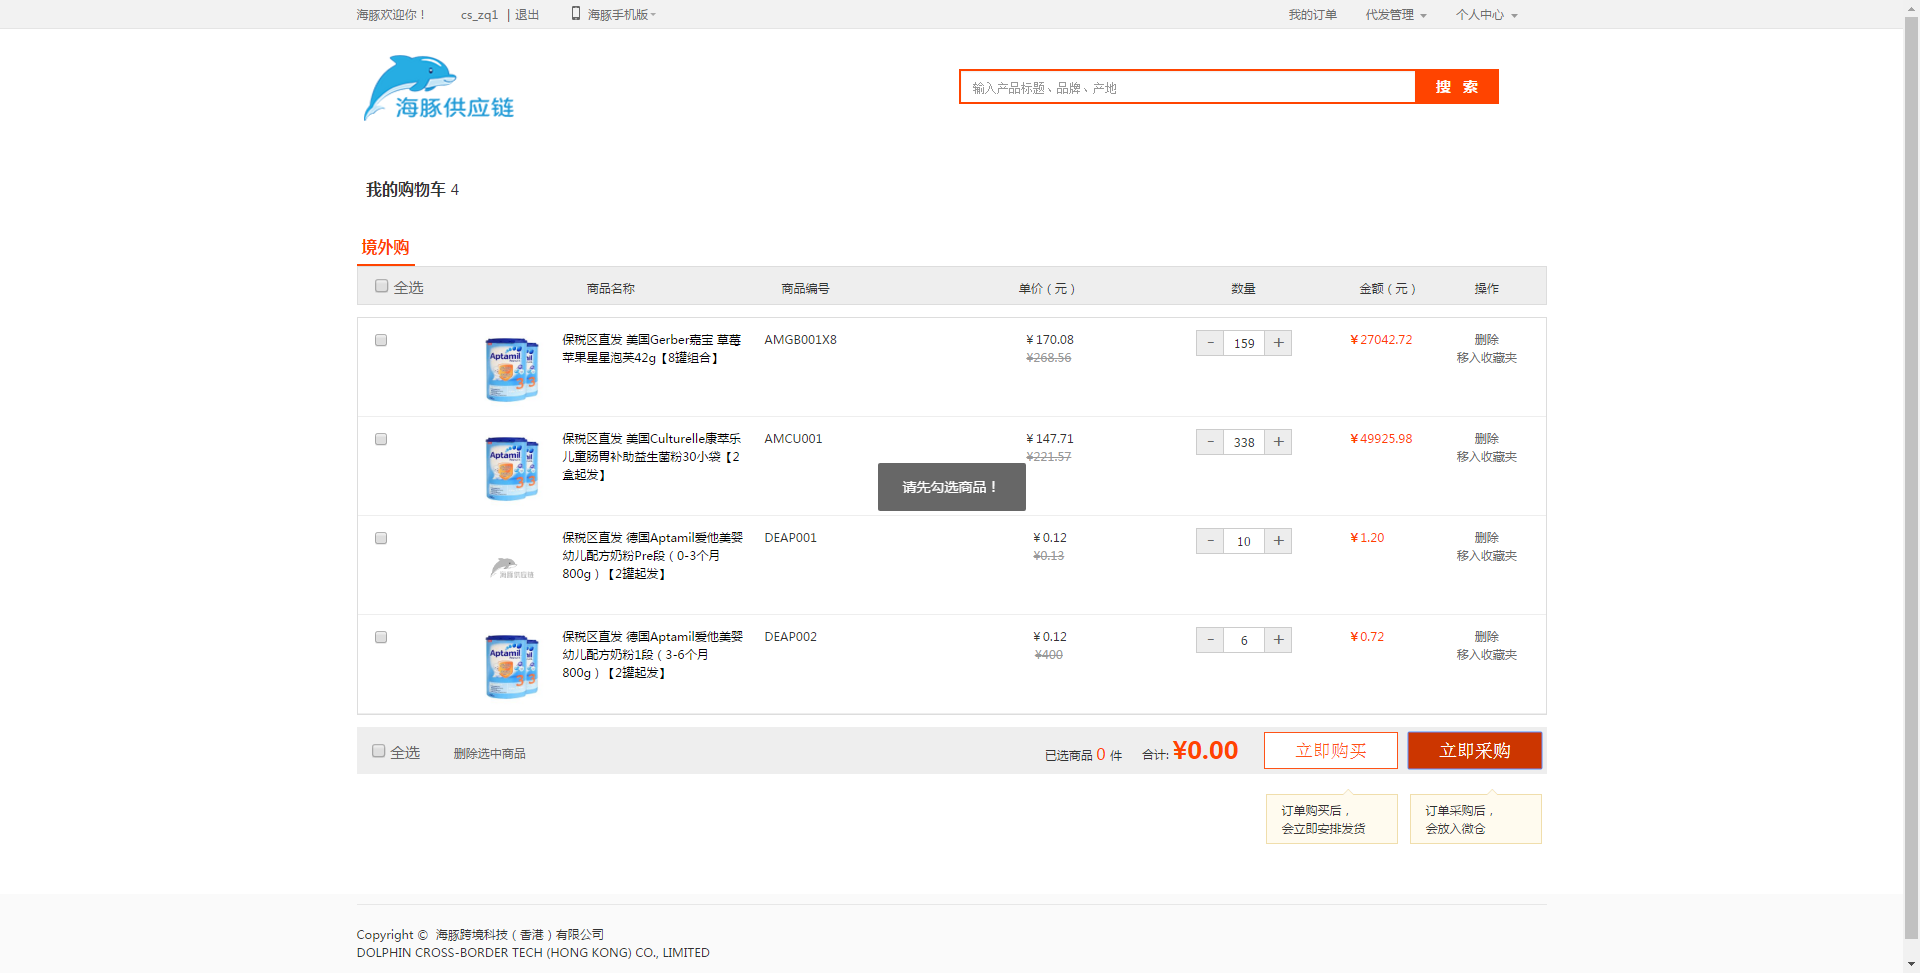 海豚欢迎你！ cs_zq1 | 退出 海豚手机版 我的订单 代发管理 个人中心
海豚供应链
输入产品标题、品牌、产地 搜 索
我的购物车 4
境外购
全选 商品名称 商品编号 单价（元） 数量 金额（元） 操作
保税区直发 美国Gerber嘉宝 草莓 AMGB001X8 ￥170.08 - 159 + ￥27042.72 删除
苹果星星泡芙42g【8罐组合】 ¥268.56 移入收藏夹
Aptamil
保税区直发 美国Culturelle康萃乐 AMCU001 ￥147.71 - 338 + ￥49925.98 删除
儿童肠胃补助益生菌粉30小袋【2 ¥221.57 移入收藏夹
盒起发】
Aptamil
请先勾选商品！
保税区直发 德国Aptamil爱他美婴 DEAP001 ￥0.12 - 10 + ￥1.20 删除
幼儿配方奶粉Pre段（0-3个月 ¥0.13 移入收藏夹
800g）【2罐起发】
海豚供应链
保税区直发 德国Aptamil爱他美婴 DEAP002 ￥0.12 - 6 + ￥0.72 删除
幼儿配方奶粉1段（3-6个月 ¥400 移入收藏夹
800g）【2罐起发】
Aptamil
全选 删除选中商品 已选商品 0 件 合计: ¥0.00 立即购买 立即采购
订单购买后， 订单采购后，
会立即安排发货 会放入微仓
Copyright © 海豚跨境科技（香港）有限公司
DOLPHIN CROSS-BORDER TECH (HONG KONG) CO., LIMITED